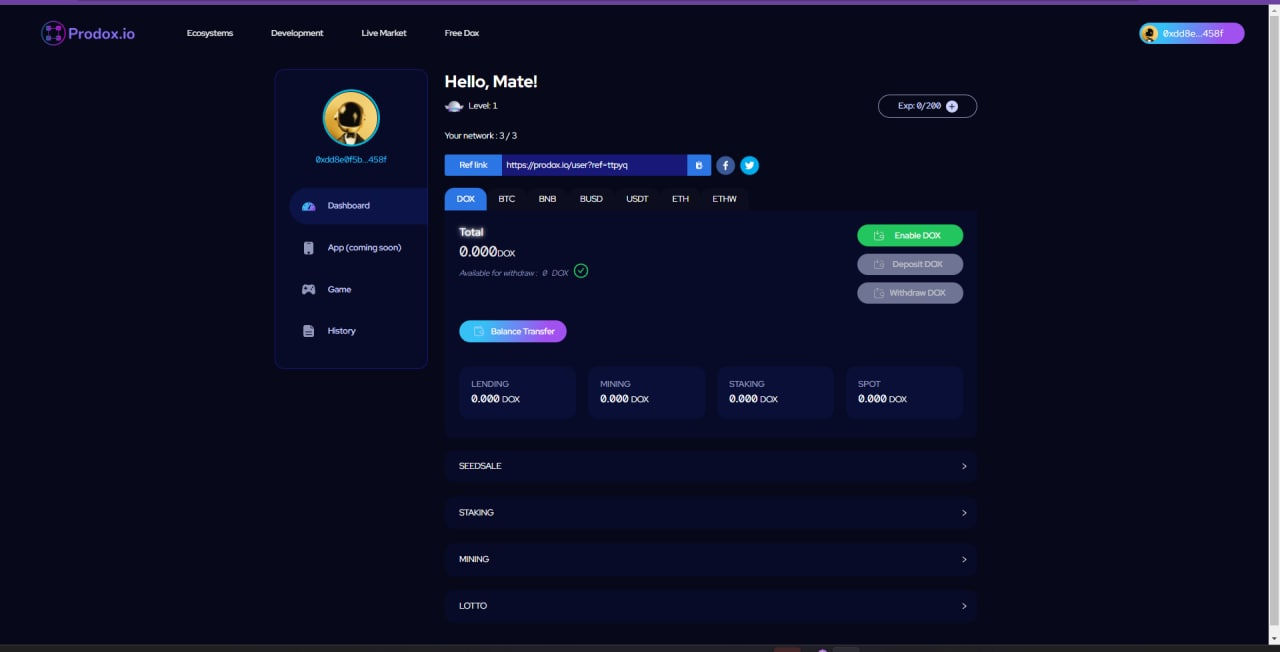 Prodox.io
Ecosystems Development Live Market Free Dox
0xdd8e...458f
0xdd8e0f5b...458f
Dashboard
App (coming soon)
Game
History
Hello, Mate!
Level: 1
Exp: 0/200
Your network : 3 / 3
Ref link https://prodox.io/user?ref=ttpyq
DOX BTC BNB BUSD USDT ETH ETHW
Total
0.000DOX
Available for withdraw : 0 DOX
Enable DOX
Deposit DOX
Withdraw DOX
Balance Transfer
LENDING
0.000 DOX
MINING
0.000 DOX
STAKING
0.000 DOX
SPOT
0.000 DOX
SEEDSALE
STAKING
MINING
LOTTO